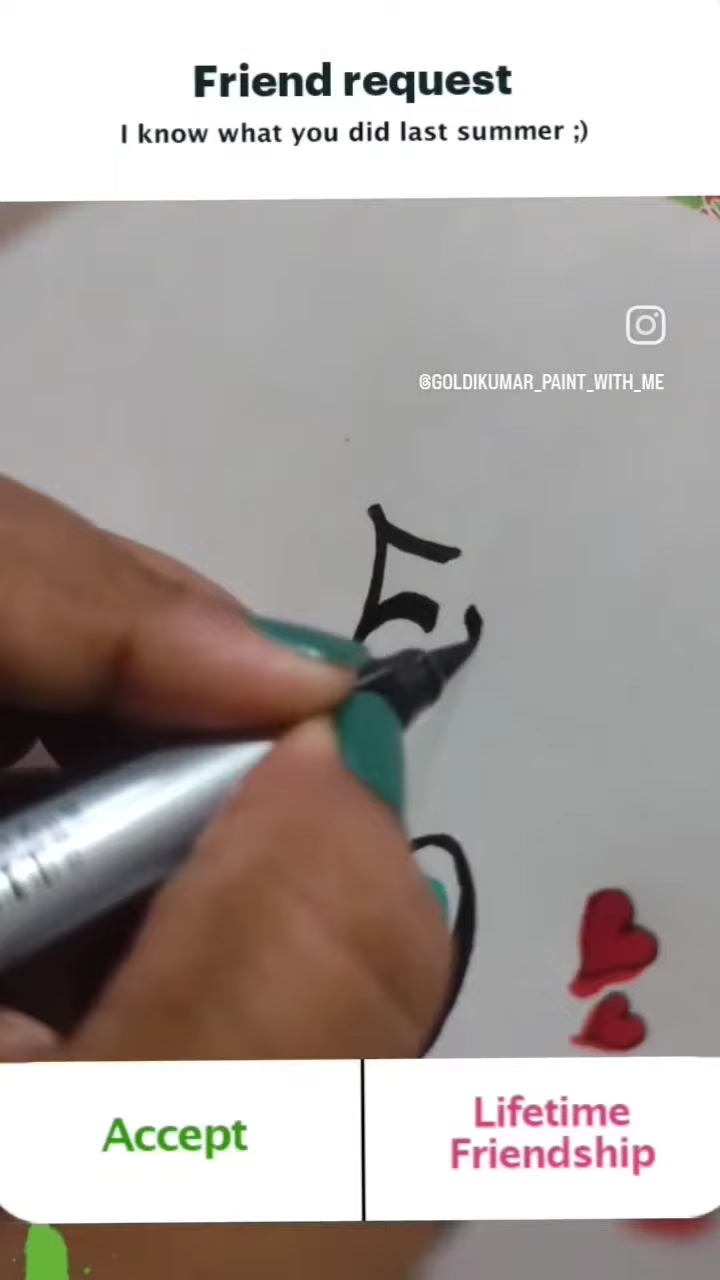 Friend request
I know what you did last summer ;)
@GOLDIKUMAR_PAINT_WITH_ME
Accept
Lifetime
Friendship